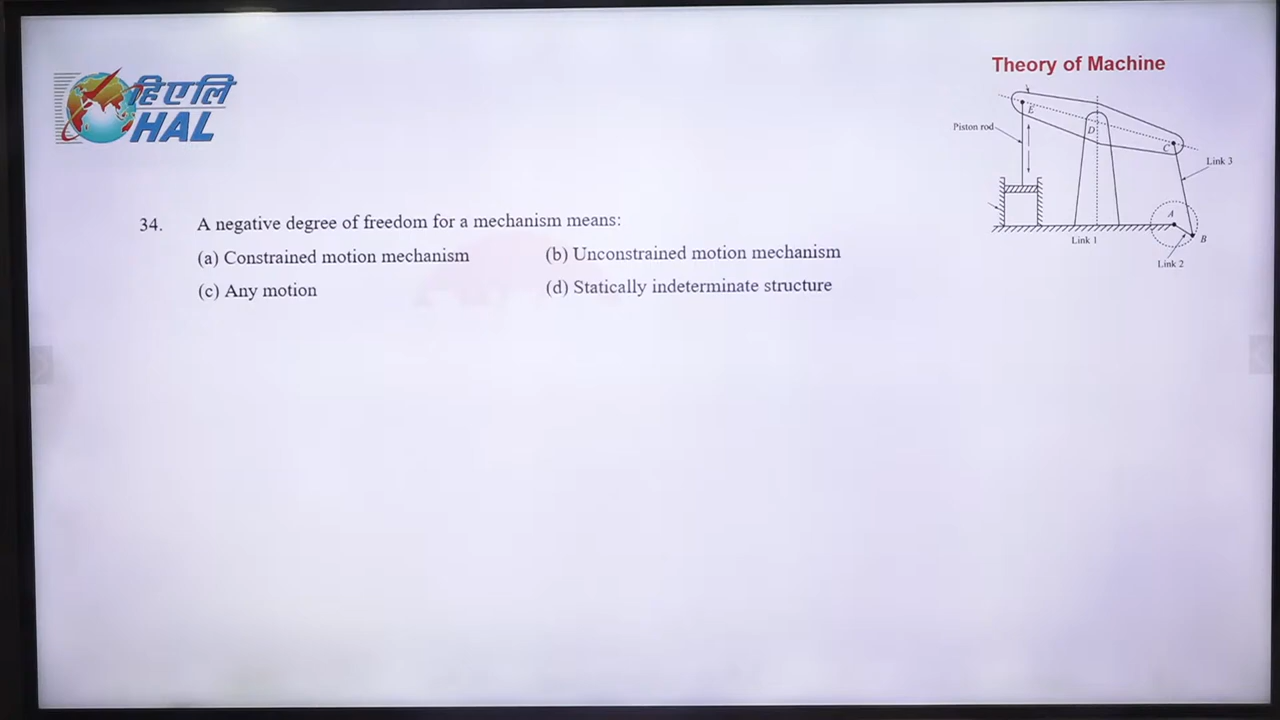 Theory of Machine
हिएलि
HAL
E
D
C
Piston rod
Link 3
A
B
Link 1
Link 2
34. A negative degree of freedom for a mechanism means:
(a) Constrained motion mechanism (b) Unconstrained motion mechanism
(c) Any motion (d) Statically indeterminate structure